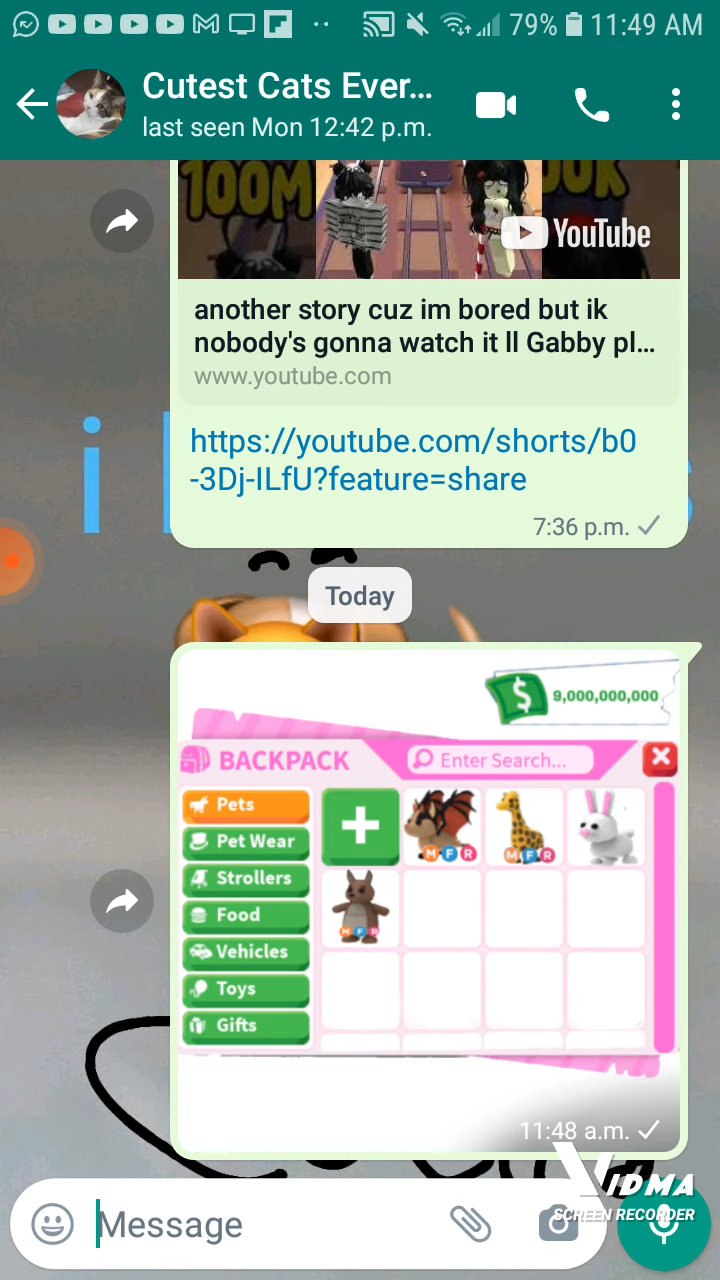 79% 11:49 AM
Cutest Cats Ever...
last seen Mon 12:42 p.m.
100M
YouTube
another story cuz im bored but ik
nobody's gonna watch it ll Gabby pl...
www.youtube.com
https://youtube.com/shorts/b0
-3Dj-ILfU?feature=share
7:36 p.m.
i
Today
$ 9,000,000,000
BACKPACK
Enter Search...
Pets
Pet Wear
Strollers
Food
Vehicles
Toys
Gifts
M F R
M F R
M F R
11:48 a.m.
VIDMA
SCREEN RECORDER
Message